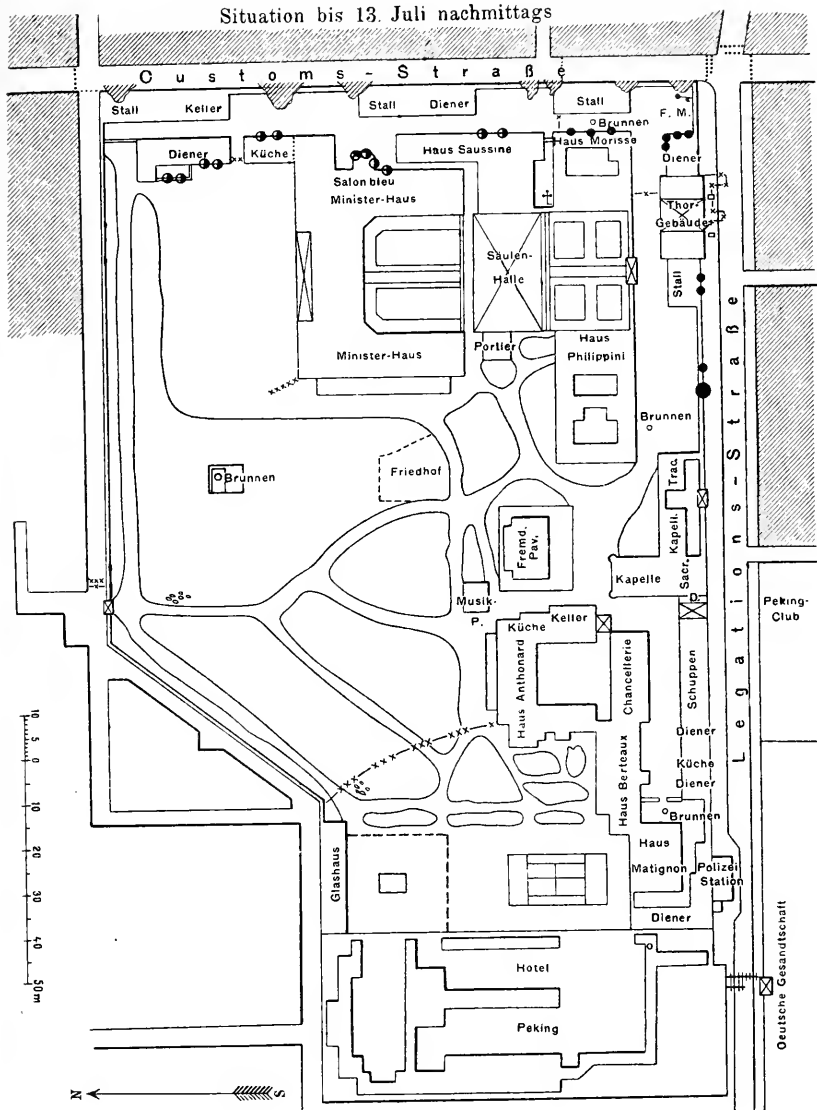 Situation bis 13. Juli nachmittags
Customs-Straße
Stall Keller
Stall Diener
Stall
F. M.
Brunnen
Diener
Küche
Haus Saussine
Haus Morisse
Diener
Salon bleu
Minister-Haus
Thor-
Gebäude
Säulen-
Halle
Stall
Minister-Haus
Portier
Haus
Philippini
Legations-Straße
Brunnen
Friedhof
Brunnen
Trad.
Kapell.
Fremd.
Pav.
Kapelle
Sacr.
D.
Musik-
P.
Küche
Keller
Peking-
Club
Haus Anthonard
Chancellerie
Schuppen
Diener
Küche
Diener
Haus Berteaux
Brunnen
Haus
Matignon
Polizei
Station
Glashaus
Diener
Hotel
Peking
Deutsche Gesandtschaft
10 5 0 10 20 30 40 50m
N S